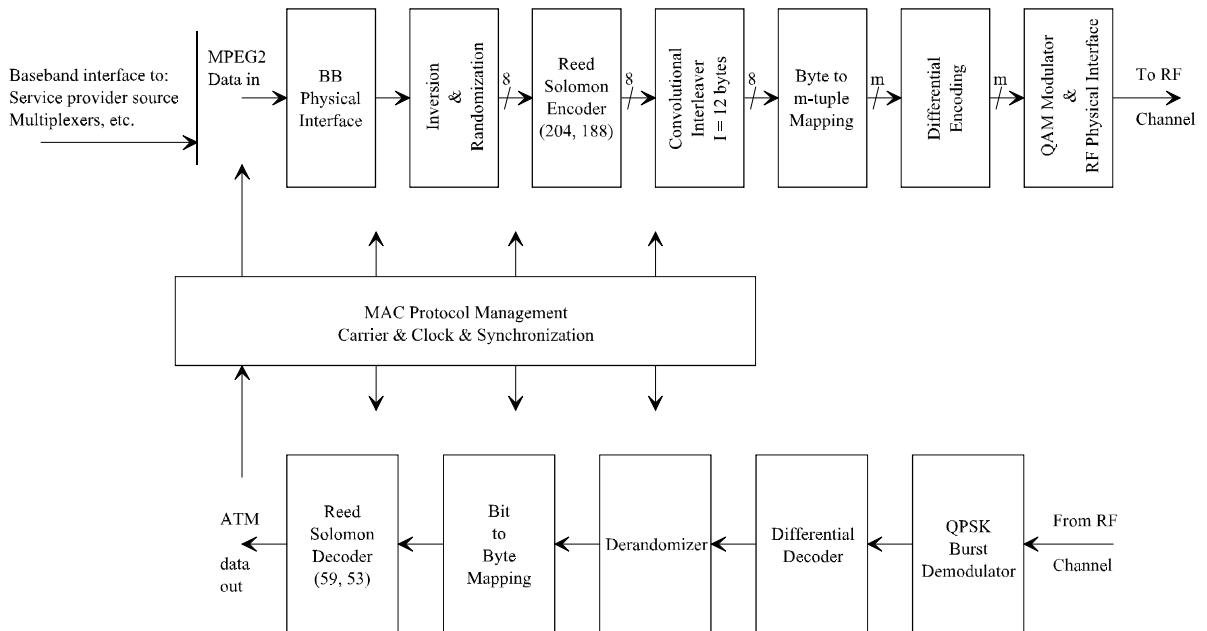 Baseband interface to:
Service provider source
Multiplexers, etc.
MPEG2
Data in
BB
Physical
Interface
Inversion
&
Randomization
8
Reed
Solomon
Encoder
(204, 188)
8
Convolutional
Interleaver
I = 12 bytes
8
Byte to
m-tuple
Mapping
m
Differential
Encoding
m
QAM Modulator
&
RF Physical Interface
To RF
Channel
MAC Protocol Management
Carrier & Clock & Synchronization
ATM
data
out
Reed
Solomon
Decoder
(59, 53)
Bit
to
Byte
Mapping
Derandomizer
Differential
Decoder
QPSK
Burst
Demodulator
From RF
Channel